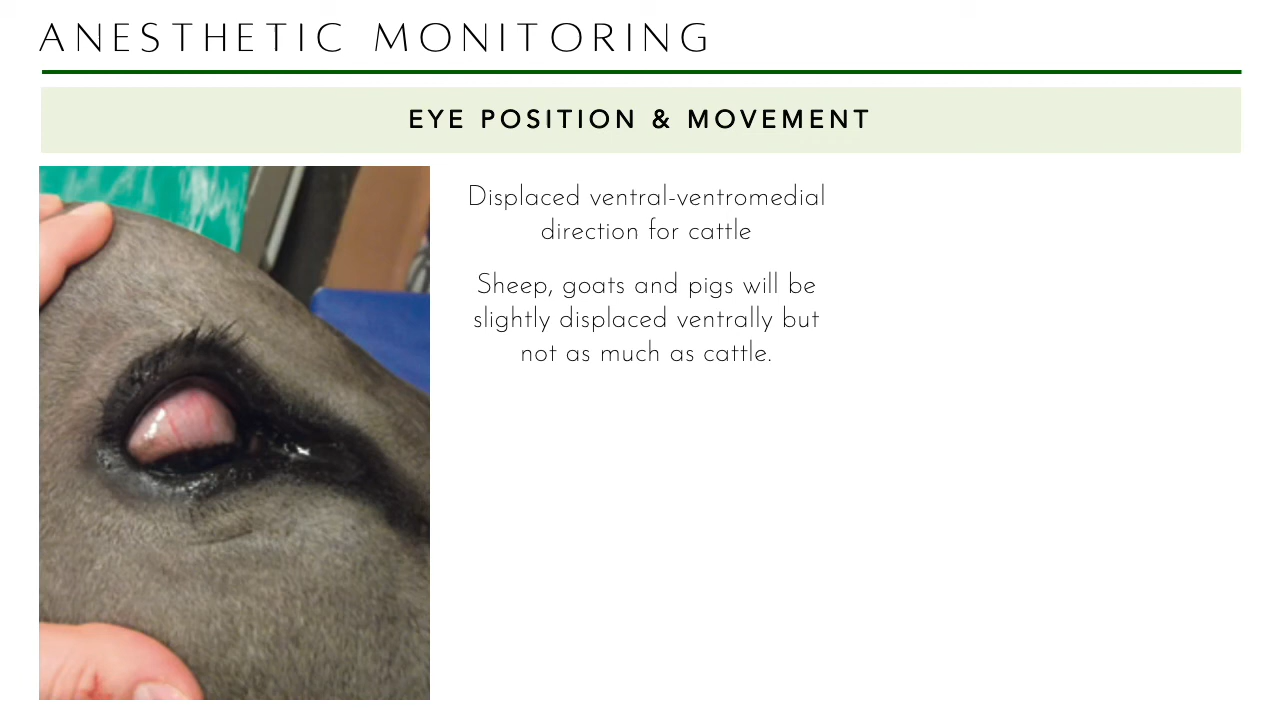 ANESTHETIC MONITORING
EYE POSITION & MOVEMENT
Displaced ventral-ventromedial
direction for cattle
Sheep, goats and pigs will be
slightly displaced ventrally but
not as much as cattle.